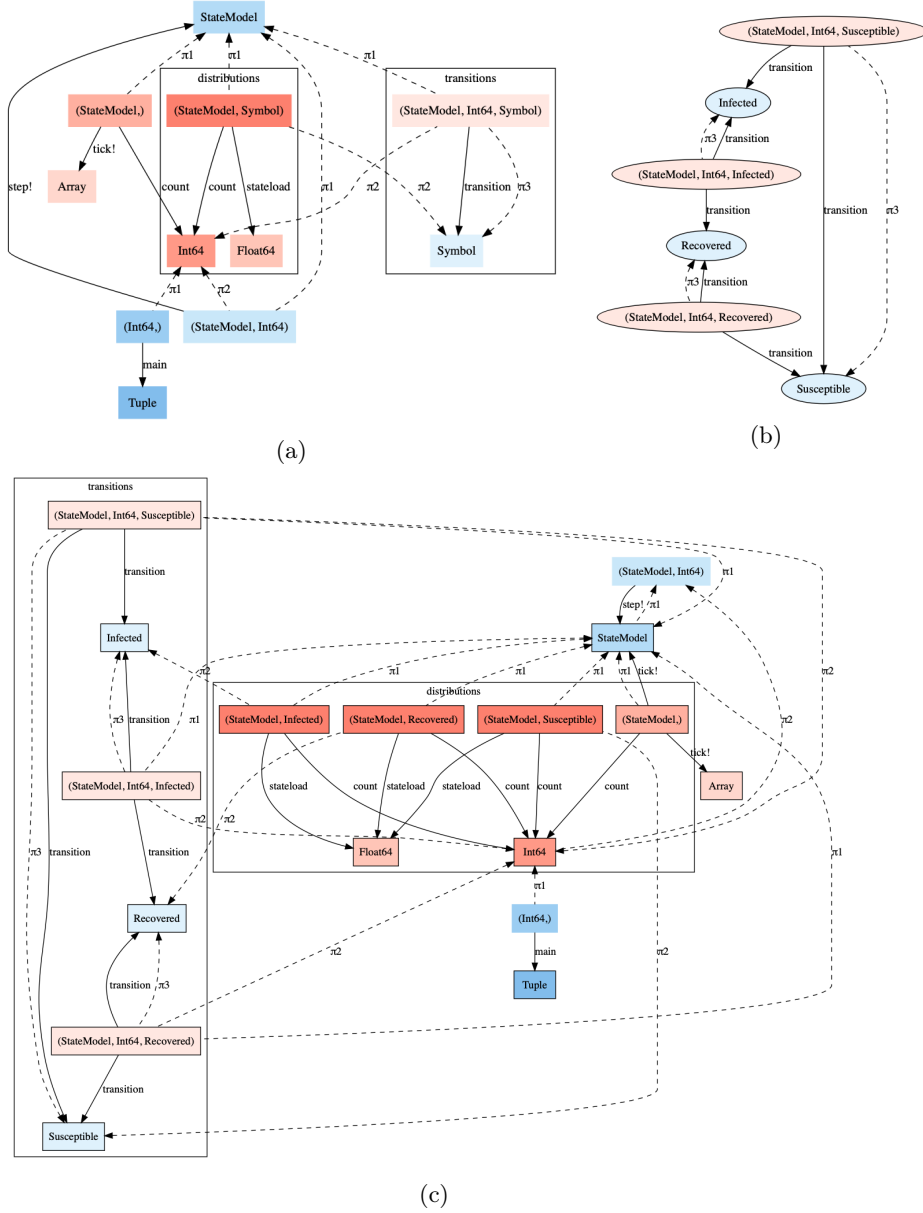 StateModel
π1
π1
π1
distributions
transitions
(StateModel,)
(StateModel, Symbol)
(StateModel, Int64, Symbol)
tick!
step!
Array
count
count
stateload
π1
π2
π2
transition
π3
Int64
Float64
Symbol
π1
π2
(Int64,)
(StateModel, Int64)
main
Tuple
(a)
(StateModel, Int64, Susceptible)
transition
Infected
π3
transition
(StateModel, Int64, Infected)
transition
transition
π3
Recovered
π3
transition
(StateModel, Int64, Recovered)
transition
Susceptible
(b)
transitions
(StateModel, Int64, Susceptible)
transition
(StateModel, Int64)
π1
step!
π1
Infected
StateModel
π2
π1
π1
π1
π1
tick!
π2
distributions
π3
transition
π1
(StateModel, Infected)
(StateModel, Recovered)
(StateModel, Susceptible)
(StateModel,)
π2
tick!
(StateModel, Int64, Infected)
stateload
count
stateload
stateload
count
count
count
Array
π2
π2
π3
transition
transition
Float64
Int64
π1
π1
Recovered
(Int64,)
π2
main
π2
transition
π3
Tuple
(StateModel, Int64, Recovered)
transition
Susceptible
(c)